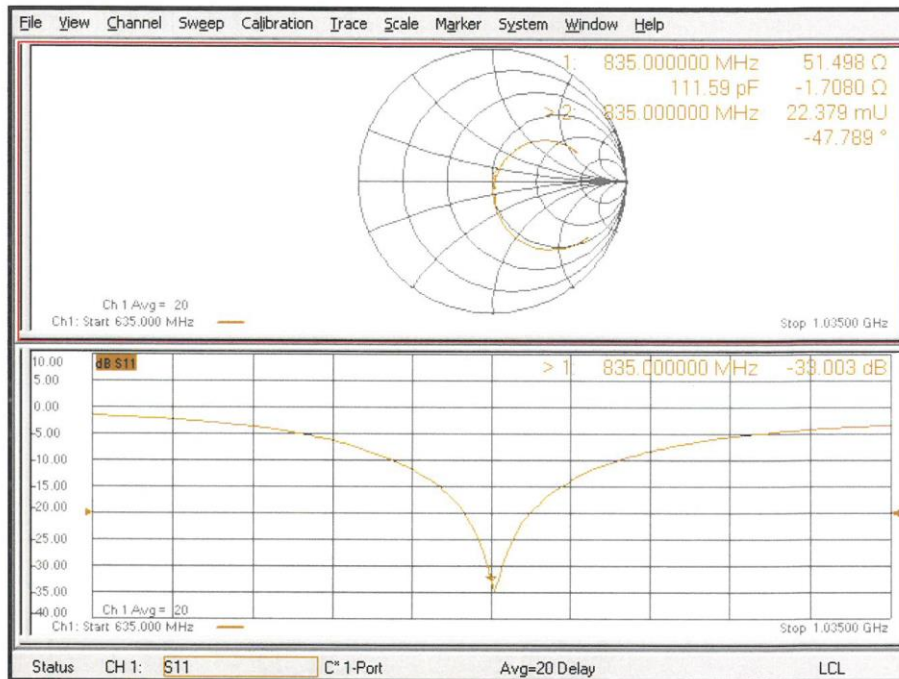 File View Channel Sweep Calibration Trace Scale Marker System Window Help
1: 835.000000 MHz 51.498 Ω
111.59 pF -1.7080 Ω
> 2: 835.000000 MHz 22.379 mU
-47.789 °
Ch 1 Avg = 20
Ch1: Start 635.000 MHz
Stop 1.03500 GHz
10.00
dB S11
> 1: 835.000000 MHz -33.003 dB
5.00
0.00
-5.00
-10.00
-15.00
-20.00
-25.00
-30.00
-35.00
-40.00
Ch 1 Avg = 20
Ch1: Start 635.000 MHz
Stop 1.03500 GHz
Status CH 1: S11 C* 1-Port Avg=20 Delay LCL